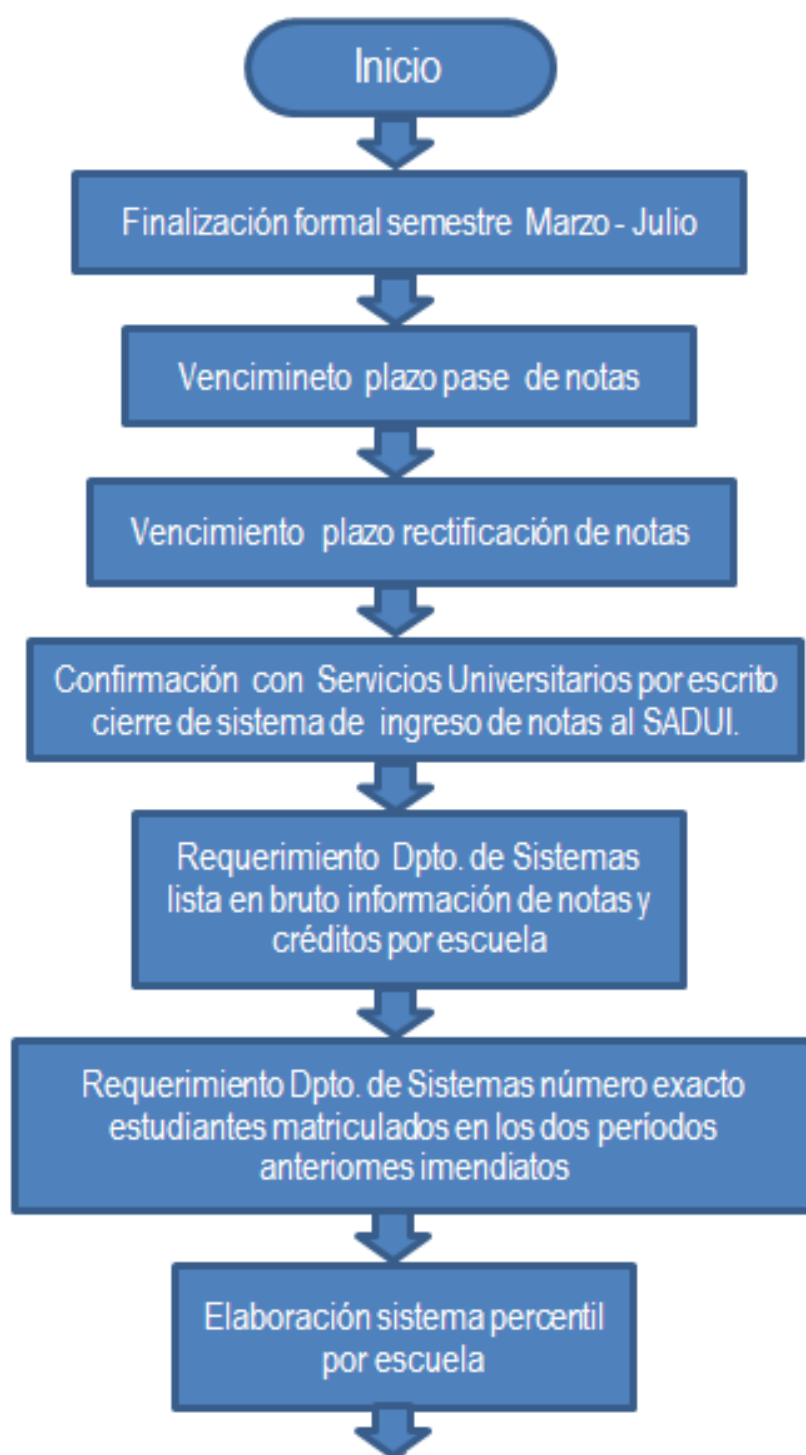 Inicio
Finalización formal semestre Marzo - Julio
Vencimineto plazo pase de notas
Vencimiento plazo rectificación de notas
Confirmación con Servicios Universitarios por escrito
cierre de sistema de ingreso de notas al SADUI.
Requerimiento Dpto. de Sistemas
lista en bruto información de notas y
créditos por escuela
Requerimiento Dpto. de Sistemas número exacto
estudiantes matriculados en los dos períodos
anteriomes imendiatos
Elaboración sistema percentil
por escuela